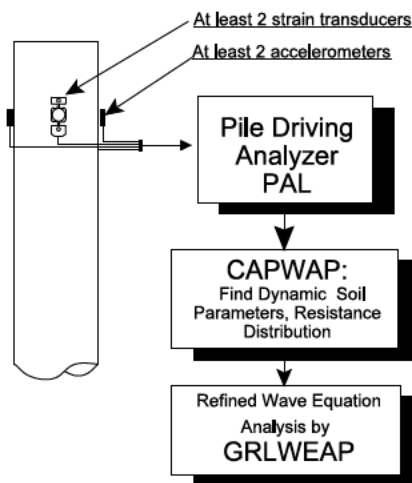 At least 2 strain transducers
At least 2 accelerometers
Pile Driving
Analyzer
PAL
CAPWAP:
Find Dynamic Soil
Parameters, Resistance
Distribution
Refined Wave Equation
Analysis by
GRLWEAP